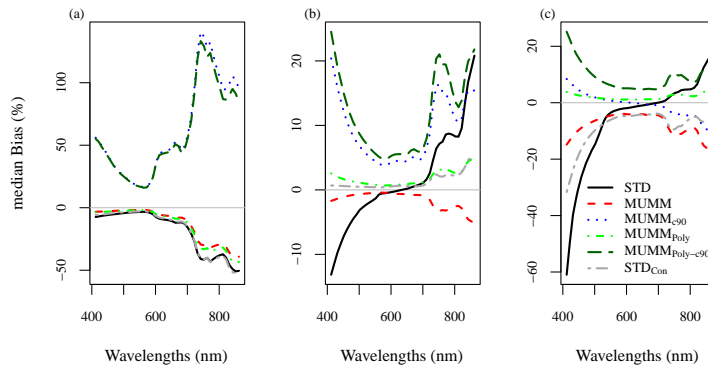 (a)
(b)
(c)
median Bias (%)
100
50
0
−50
20
10
0
−10
20
0
−20
−40
−60
STD
MUMM
MUMMc90
MUMMPoly
MUMMPoly−c90
STDCon
400 600 800
400 600 800
400 600 800
Wavelengths (nm)
Wavelengths (nm)
Wavelengths (nm)